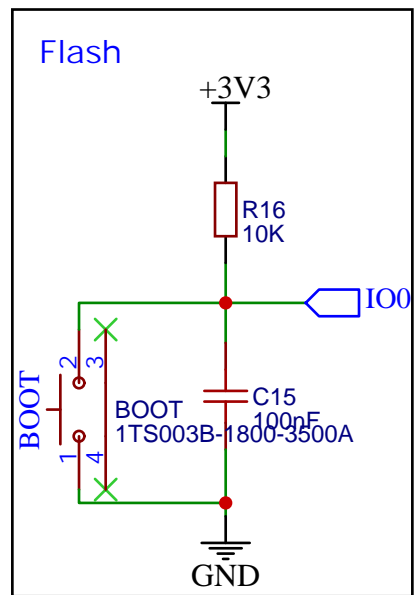 Flash
+3V3
R16
10K
IO0
2
3
C15
100nF
BOOT
1TS003B-1800-3500A
BOOT
1
4
GND